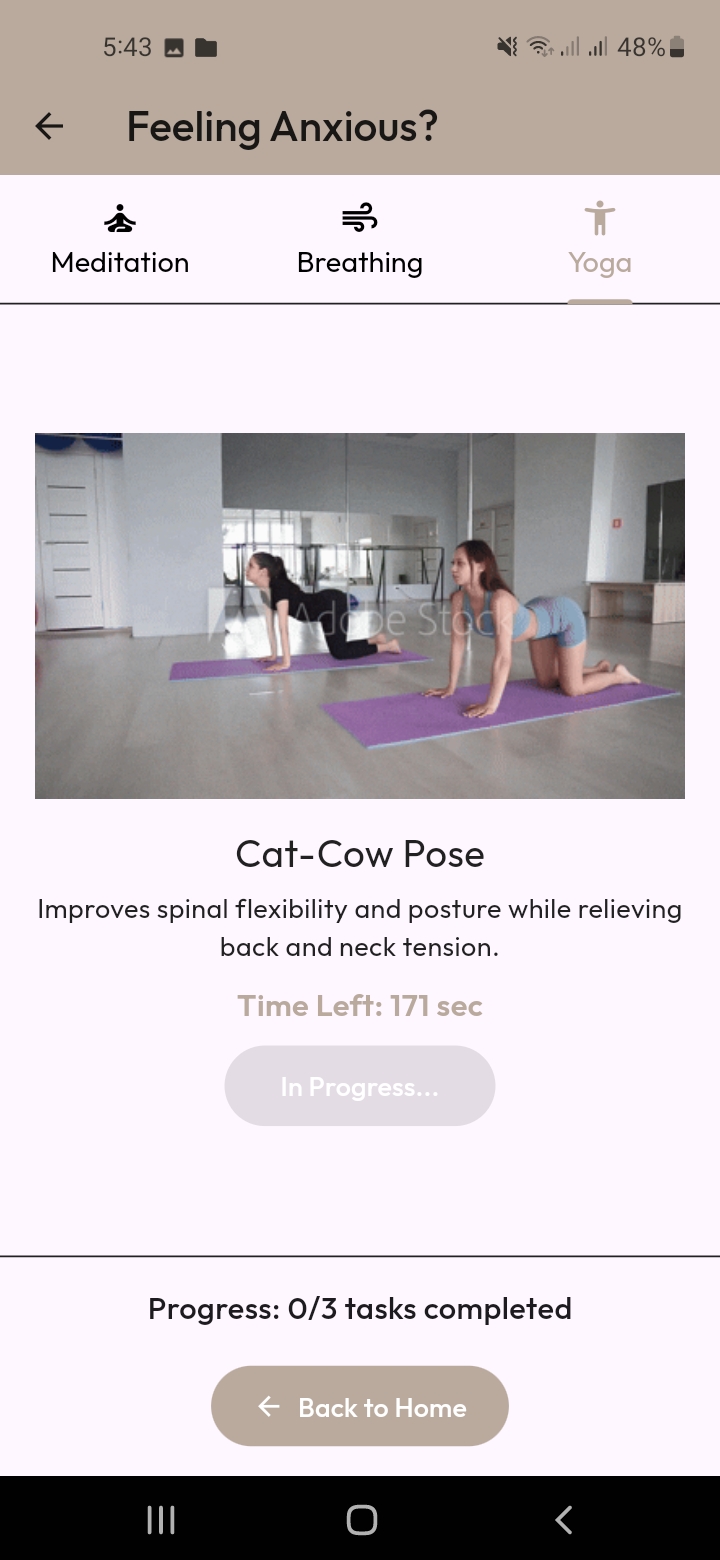 5:43 48%
Feeling Anxious?
Meditation Breathing Yoga
Adobe Stock
Cat-Cow Pose
Improves spinal flexibility and posture while relieving
back and neck tension.
Time Left: 171 sec
In Progress...
Progress: 0/3 tasks completed
Back to Home